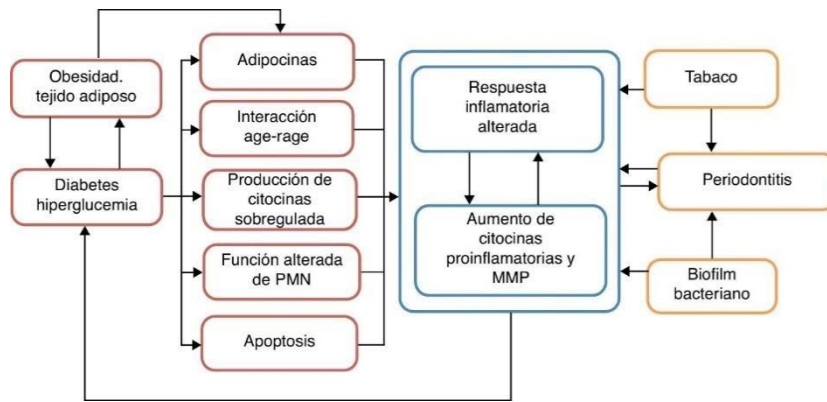 Obesidad.
tejido adiposo
Diabetes
hiperglucemia
Adipocinas
Interacción
age-rage
Producción de
citocinas
sobregulada
Función alterada
de PMN
Apoptosis
Respuesta
inflamatoria
alterada
Aumento de
citocinas
proinflamatorias y
MMP
Tabaco
Periodontitis
Biofilm
bacteriano